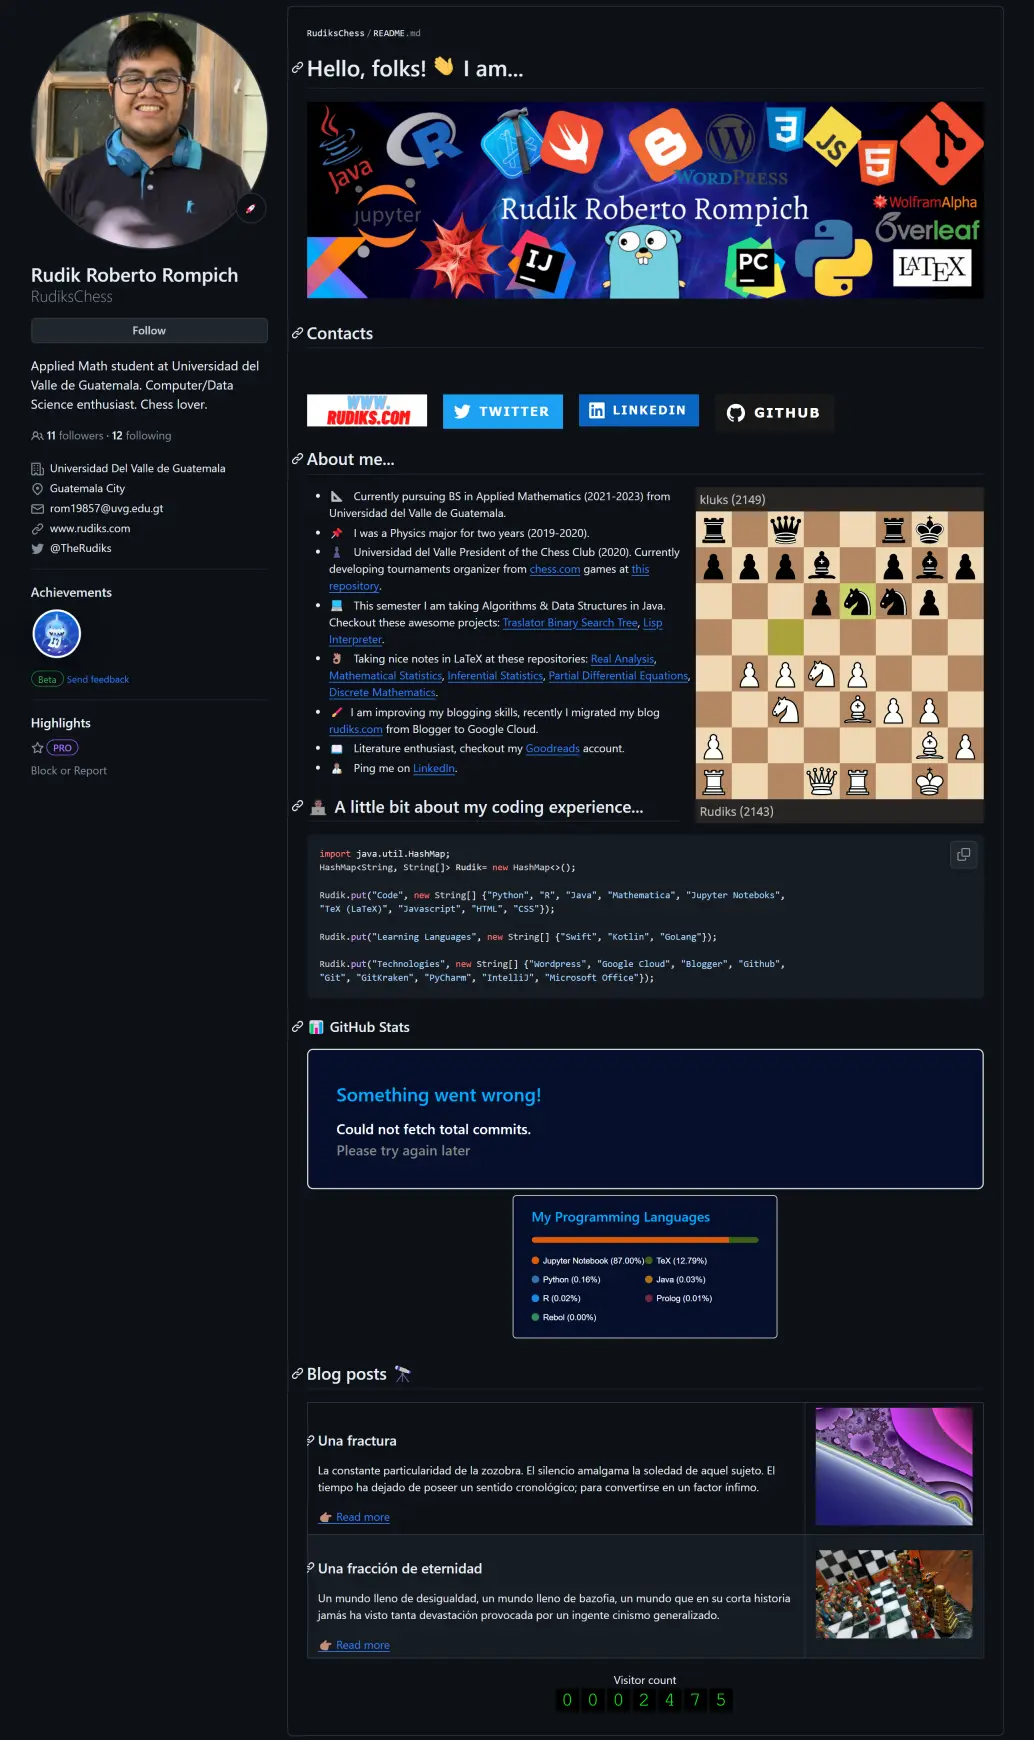 Rudik Roberto Rompich
RudiksChess
Follow
Applied Math student at Universidad del
Valle de Guatemala. Computer/Data
Science enthusiast. Chess lover.
11 followers · 12 following
Universidad Del Valle de Guatemala
Guatemala City
rom19857@uvg.edu.gt
www.rudiks.com
@TheRudiks
Achievements
Beta Send feedback
Highlights
PRO
Block or Report
RudiksChess / README.md
Hello, folks! 👋 I am...
Java
R
3
JS
5
WORDPRESS
WolframAlpha
jupyter
Rudik Roberto Rompich
Overleaf
IJ
PC
LATEX
Contacts
WWW.
RUDIKS.COM
TWITTER
LINKEDIN
GITHUB
About me...
Currently pursuing BS in Applied Mathematics (2021-2023) from
Universidad del Valle de Guatemala.
I was a Physics major for two years (2019-2020).
Universidad del Valle President of the Chess Club (2020). Currently
developing tournaments organizer from chess.com games at this
repository.
This semester I am taking Algorithms & Data Structures in Java.
Checkout these awesome projects: Traslator Binary Search Tree, Lisp
Interpreter.
Taking nice notes in LaTeX at these repositories: Real Analysis,
Mathematical Statistics, Inferential Statistics, Partial Differential Equations,
Discrete Mathematics.
I am improving my blogging skills, recently I migrated my blog
rudiks.com from Blogger to Google Cloud.
Literature enthusiast, checkout my Goodreads account.
Ping me on LinkedIn.
kluks (2149)
Rudiks (2143)
A little bit about my coding experience...
import java.util.HashMap;
HashMap<String, String[]> Rudik= new HashMap<>();
Rudik.put("Code", new String[] {"Python", "R", "Java", "Mathematica", "Jupyter Noteboks",
"TeX (LaTeX)", "Javascript", "HTML", "CSS"});
Rudik.put("Learning Languages", new String[] {"Swift", "Kotlin", "GoLang"});
Rudik.put("Technologies", new String[] {"Wordpress", "Google Cloud", "Blogger", "Github",
"Git", "GitKraken", "PyCharm", "IntelliJ", "Microsoft Office"});
GitHub Stats
Something went wrong!
Could not fetch total commits.
Please try again later
My Programming Languages
Jupyter Notebook (87.00%) TeX (12.79%)
Python (0.16%) Java (0.03%)
R (0.02%) Prolog (0.01%)
Rebol (0.00%)
Blog posts
Una fractura
La constante particularidad de la zozobra. El silencio amalgama la soledad de aquel sujeto. El
tiempo ha dejado de poseer un sentido cronológico; para convertirse en un factor ínfimo.
Read more
Una fracción de eternidad
Un mundo lleno de desigualdad, un mundo lleno de bazofia, un mundo que en su corta historia
jamás ha visto tanta devastación provocada por un ingente cinismo generalizado.
Read more
Visitor count
0002475